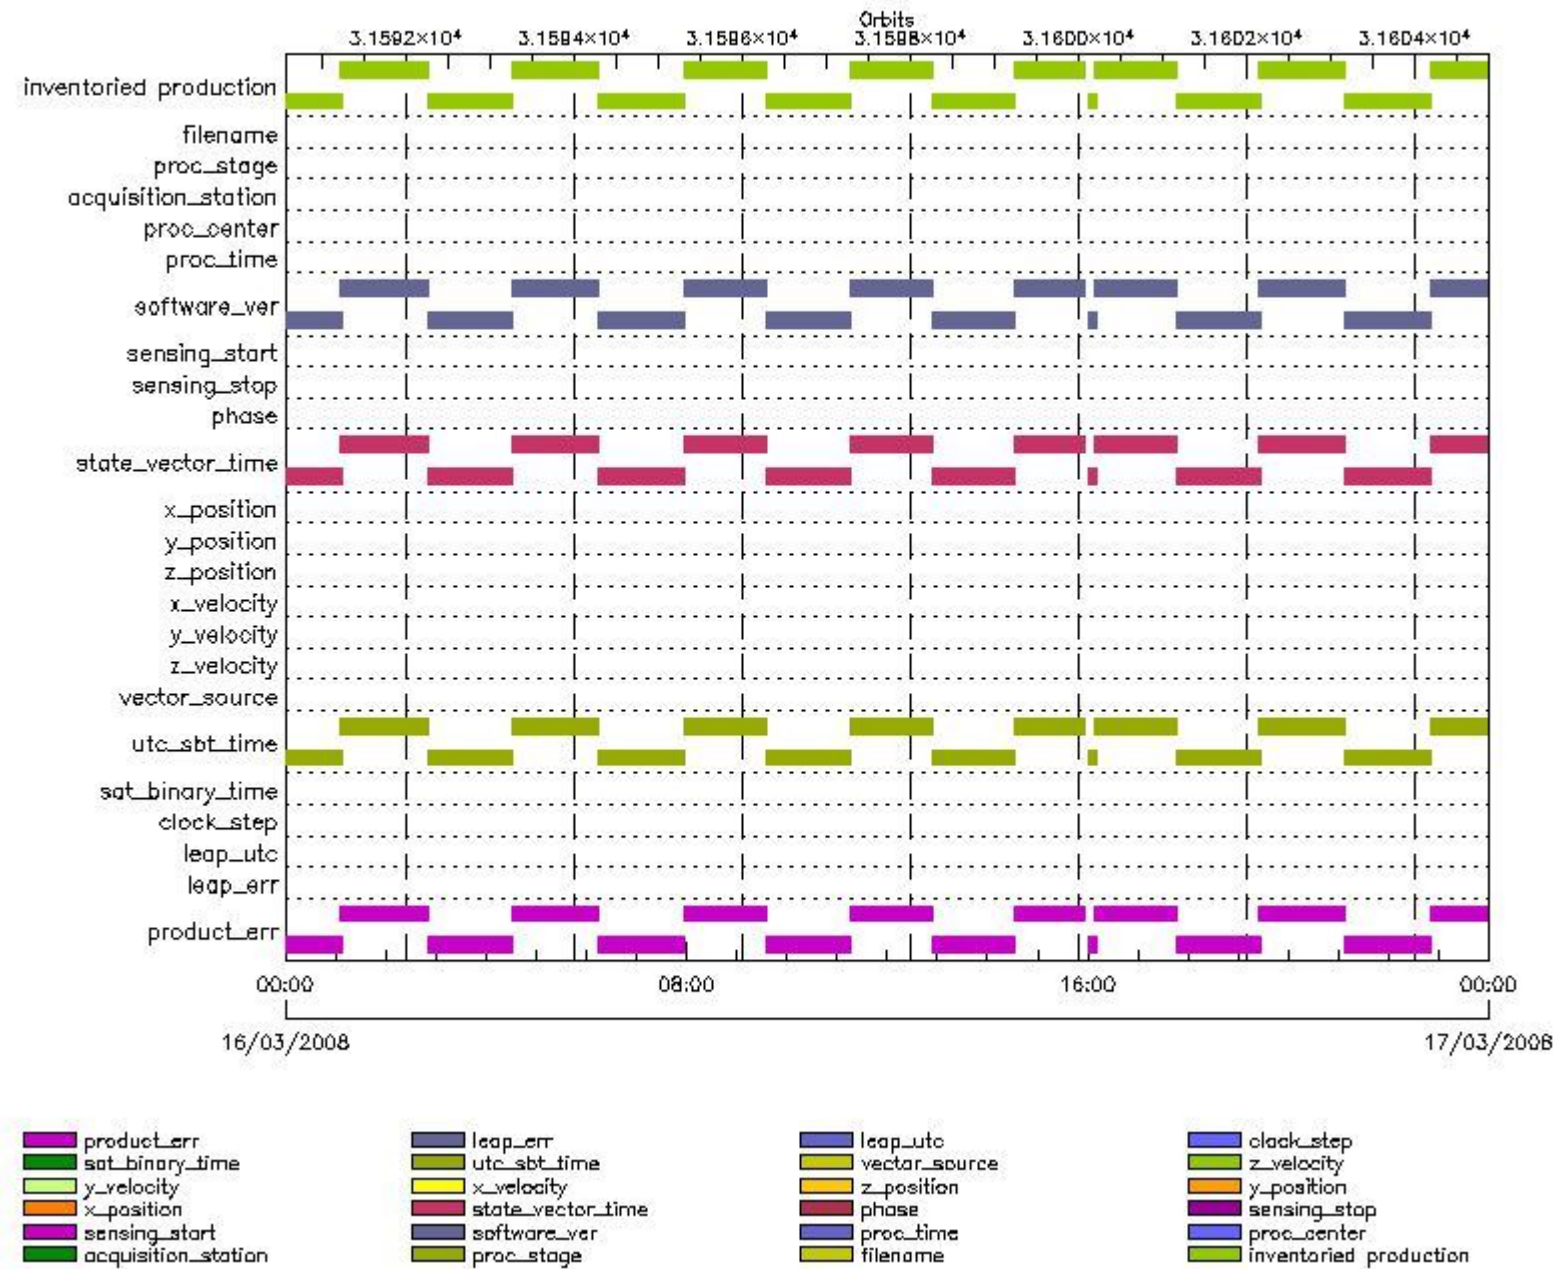 Orbits
3.1592×10⁴ 3.1594×10⁴ 3.1596×10⁴ 3.1598×10⁴ 3.1600×10⁴ 3.1602×10⁴ 3.1604×10⁴
inventoried production
filename
proc_stage
acquisition_station
proc_center
proc_time
software_ver
sensing_start
sensing_stop
phase
state_vector_time
x_position
y_position
z_position
x_velocity
y_velocity
z_velocity
vector_source
utc_sbt_time
sat_binary_time
clock_step
leap_utc
leap_err
product_err
00:00 08:00 16:00 00:00
16/03/2008 17/03/2008
product_err leap_err leap_utc clock_step
sat_binary_time utc_sbt_time vector_source z_velocity
y_velocity x_velocity z_position y_position
x_position state_vector_time phase sensing_stop
sensing_start software_ver proc_time proc_center
acquisition_station proc_stage filename inventoried production